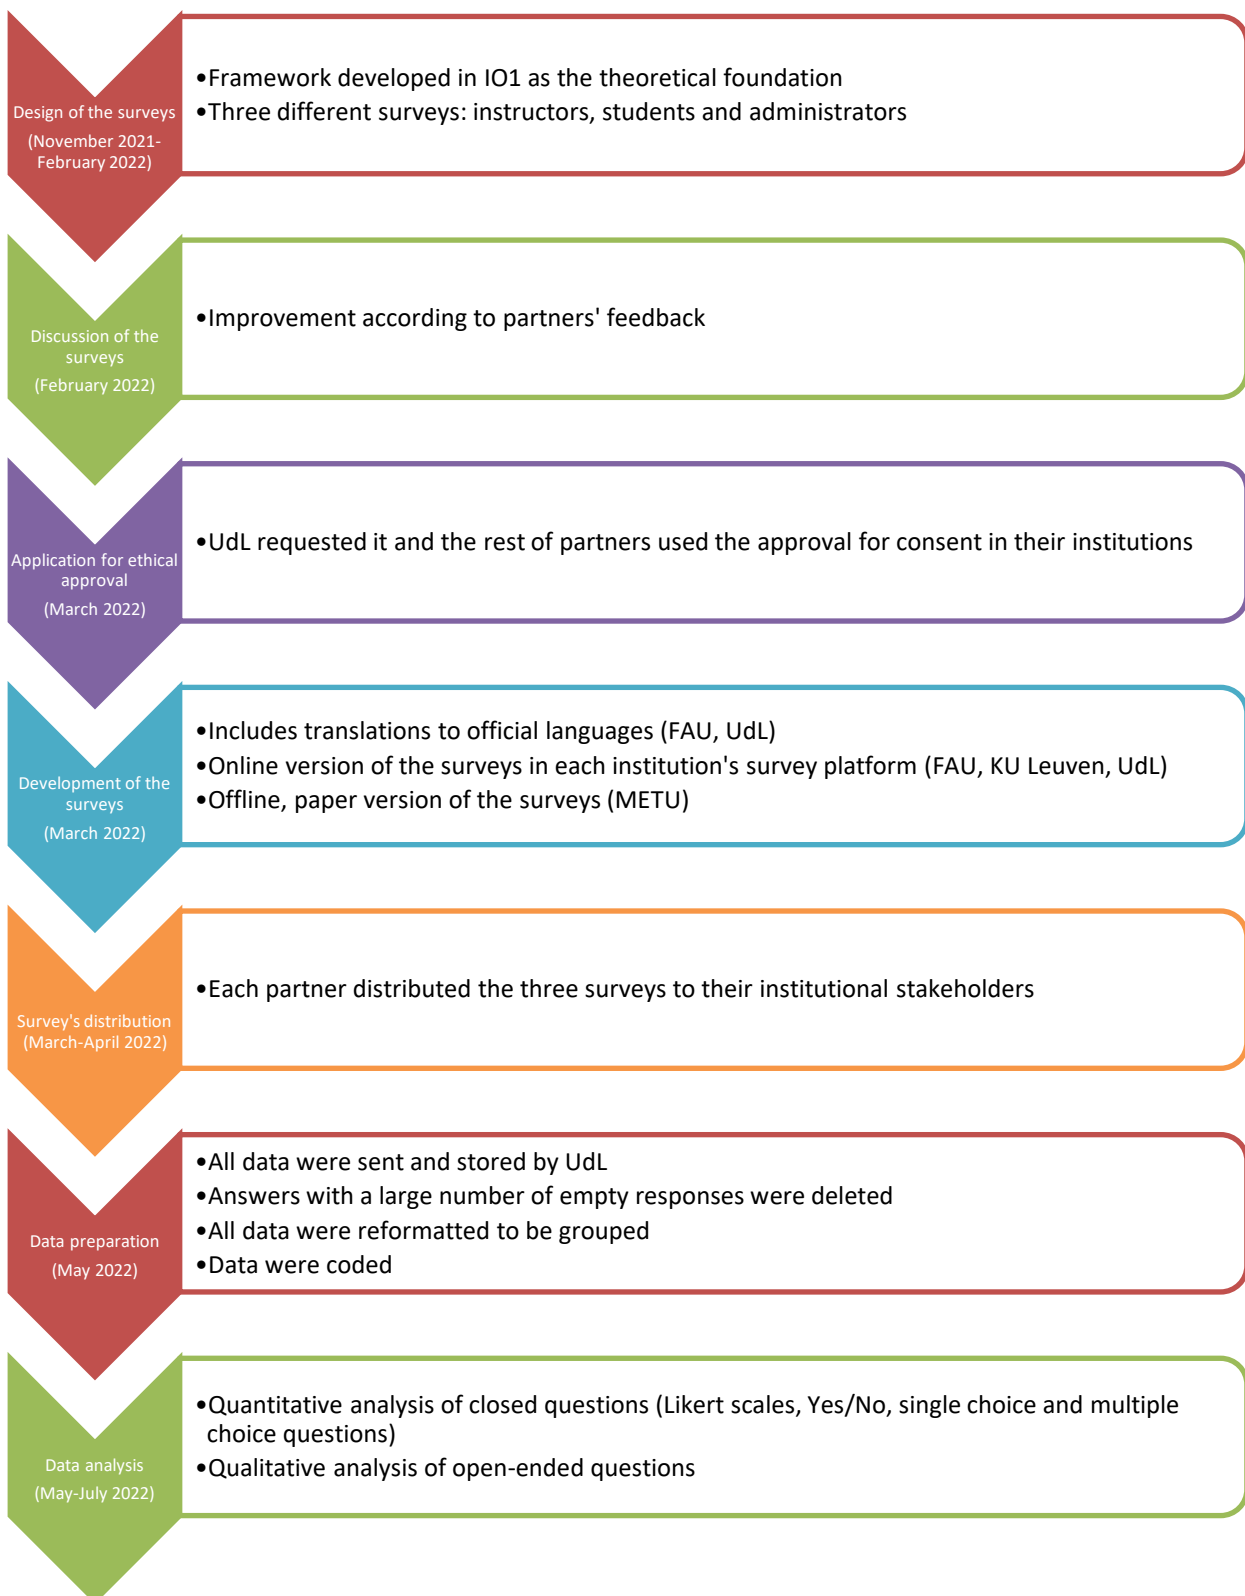 Design of the surveys
(November 2021-
February 2022)
•Framework developed in IO1 as the theoretical foundation
•Three different surveys: instructors, students and administrators
Discussion of the
surveys
(February 2022)
•Improvement according to partners' feedback
Application for ethical
approval
(March 2022)
•UdL requested it and the rest of partners used the approval for consent in their institutions
Development of the
surveys
(March 2022)
•Includes translations to official languages (FAU, UdL)
•Online version of the surveys in each institution's survey platform (FAU, KU Leuven, UdL)
•Offline, paper version of the surveys (METU)
Survey's distribution
(March-April 2022)
•Each partner distributed the three surveys to their institutional stakeholders
Data preparation
(May 2022)
•All data were sent and stored by UdL
•Answers with a large number of empty responses were deleted
•All data were reformatted to be grouped
•Data were coded
Data analysis
(May-July 2022)
•Quantitative analysis of closed questions (Likert scales, Yes/No, single choice and multiple
choice questions)
•Qualitative analysis of open-ended questions